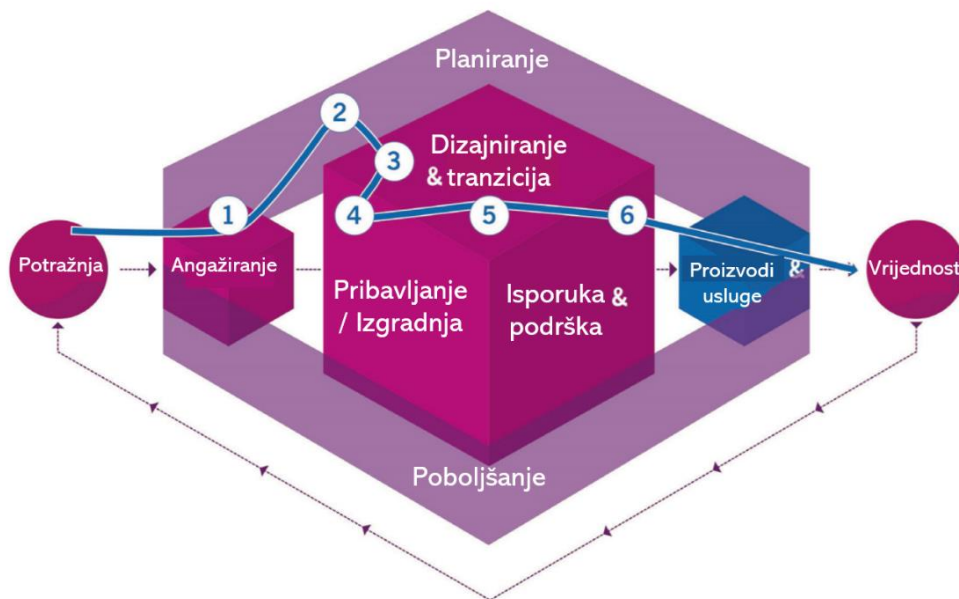 Planiranje
2
3
Dizajniranje
& tranzicija
1
4
5
6
Potražnja
Angažiranje
Pribavljanje
/ Izgradnja
Isporuka &
podrška
Proizvodi &
usluge
Vrijednost
Poboljšanje